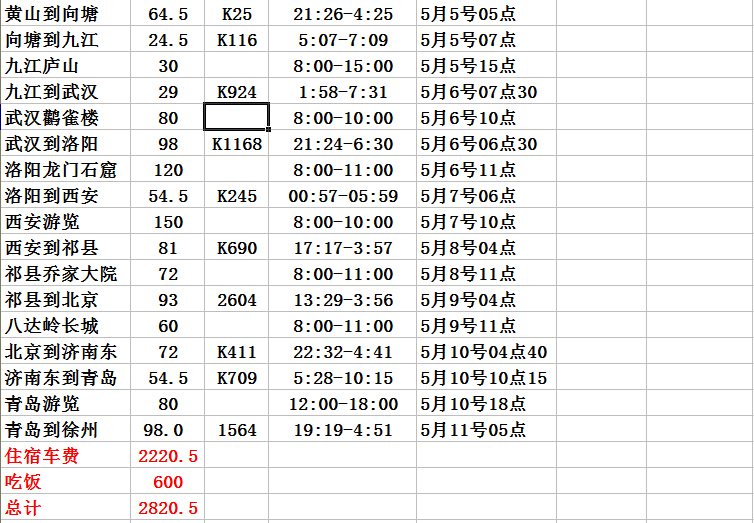 黄山到向塘 64.5 K25 21:26-4:25 5月5号05点
向塘到九江 24.5 K116 5:07-7:09 5月5号07点
九江庐山 30 8:00-15:00 5月5号15点
九江到武汉 29 K924 1:58-7:31 5月6号07点30
武汉鹳雀楼 80 8:00-10:00 5月6号10点
武汉到洛阳 98 K1168 21:24-6:30 5月6号06点30
洛阳龙门石窟 120 8:00-11:00 5月6号11点
洛阳到西安 54.5 K245 00:57-05:59 5月7号06点
西安游览 150 8:00-10:00 5月7号10点
西安到祁县 81 K690 17:17-3:57 5月8号04点
祁县乔家大院 72 8:00-11:00 5月8号11点
祁县到北京 93 2604 13:29-3:56 5月9号04点
八达岭长城 60 8:00-11:00 5月9号11点
北京到济南东 72 K411 22:32-4:41 5月10号04点40
济南东到青岛 54.5 K709 5:28-10:15 5月10号10点15
青岛游览 80 12:00-18:00 5月10号18点
青岛到徐州 98.0 1564 19:19-4:51 5月11号05点
住宿车费 2220.5
吃饭 600
总计 2820.5